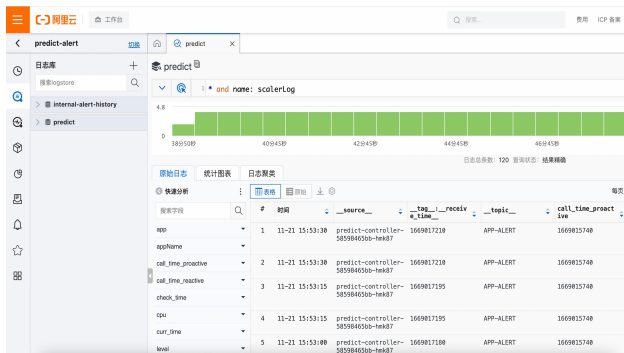 阿里云 工作台 搜索... 费用 ICP 备案
predict-alert 切换 predict ×
日志库
搜索logstore
internal-alert-history
predict
predict
1 * and name: scalerLog
4.8
0
38分50秒 40分45秒 42分45秒 44分45秒 46分45秒
日志总条数: 120 查询状态: 结果精确
原始日志 统计图表 日志聚类
快速分析 表格 原始 每页
搜索字段
# 时间 __source__ __tag__:__receive_time__ __topic__ call_time_proactive
app
appName
call_time_proactive
call_time_reactive
check_time
cpu
curr_time
level
1 11-21 15:53:30 predict-controller-58598465bb-hmk87 1669017210 APP-ALERT 1669015740
2 11-21 15:53:30 predict-controller-58598465bb-hmk87 1669017210 APP-ALERT 1669015740
3 11-21 15:53:15 predict-controller-58598465bb-hmk87 1669017195 APP-ALERT 1669015740
4 11-21 15:53:15 predict-controller-58598465bb-hmk87 1669017195 APP-ALERT 1669015740
5 11-21 15:53:00 predict-controller-58598465bb-hmk87 1669017180 APP-ALERT 1669015740